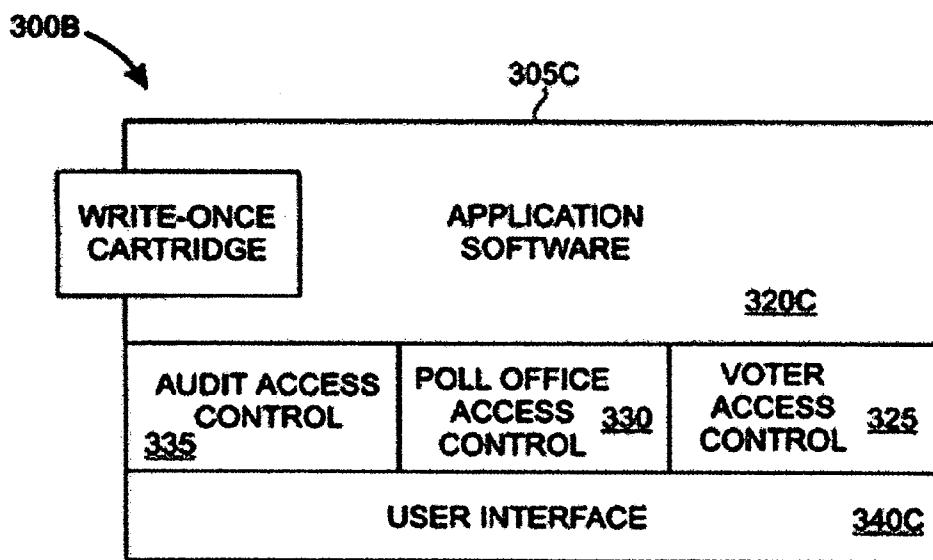 300B
305C
WRITE-ONCE
CARTRIDGE
APPLICATION
SOFTWARE
320C
AUDIT ACCESS
CONTROL
335
POLL OFFICE
ACCESS
CONTROL
330
VOTER
ACCESS
CONTROL
325
USER INTERFACE
340C